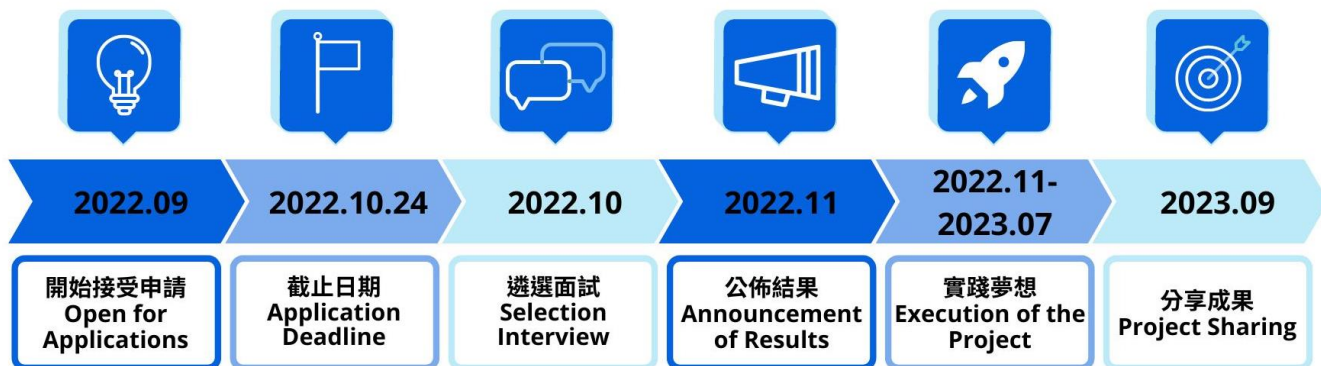 2022.09
2022.10.24
2022.10
2022.11
2022.11-
2023.07
2023.09
開始接受申請
Open for
Applications
截止日期
Application
Deadline
遴選面試
Selection
Interview
公佈結果
Announcement
of Results
實踐夢想
Execution of the
Project
分享成果
Project Sharing